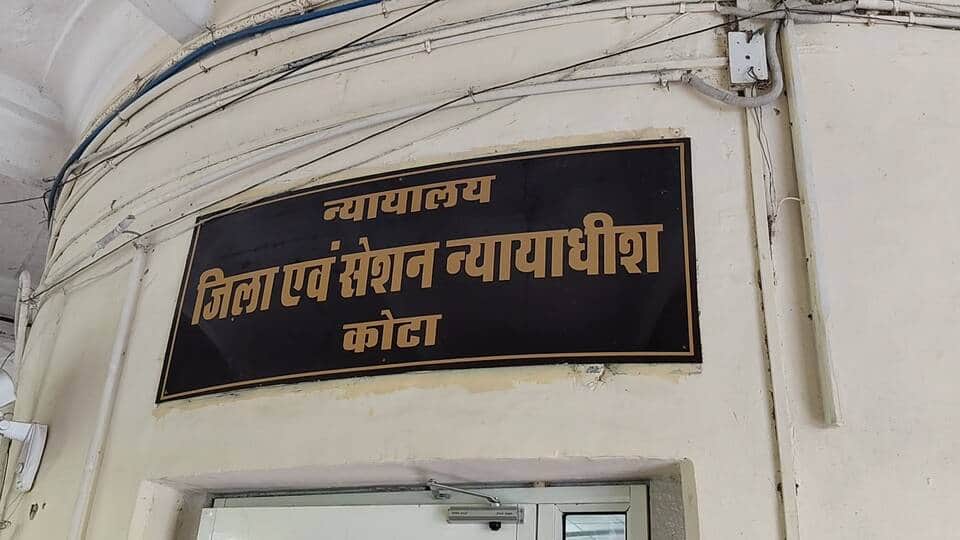 न्यायालय
जिला एवं सेशन न्यायाधीश
कोटा